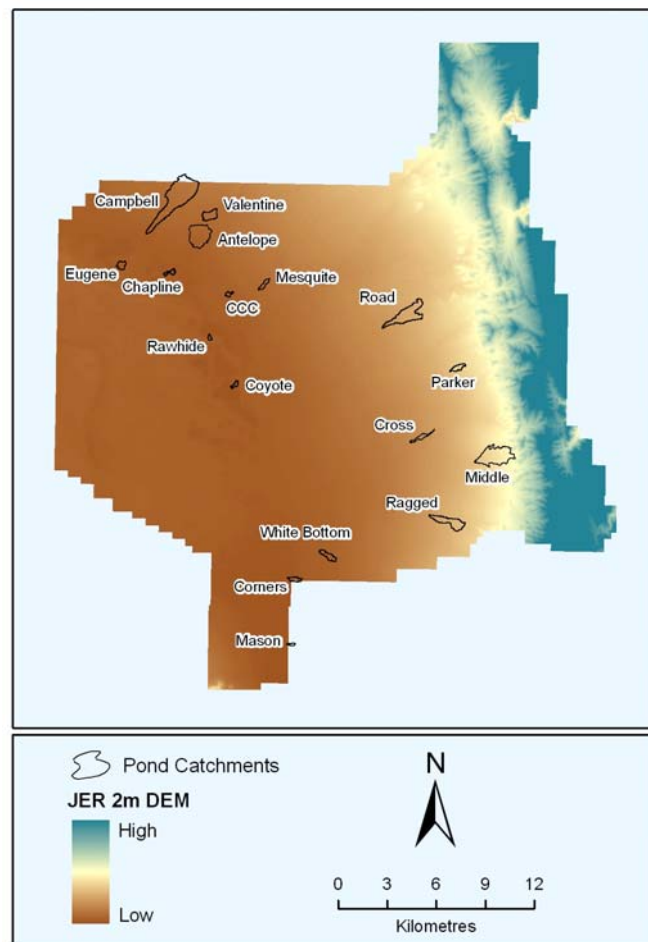 Campbell
Valentine
Antelope
Eugene
Chapline
Mesquite
CCC
Road
Rawhide
Parker
Coyote
Cross
Middle
Ragged
White Bottom
Corners
Mason
Pond Catchments
JER 2m DEM
High
Low
N
0 3 6 9 12
Kilometres